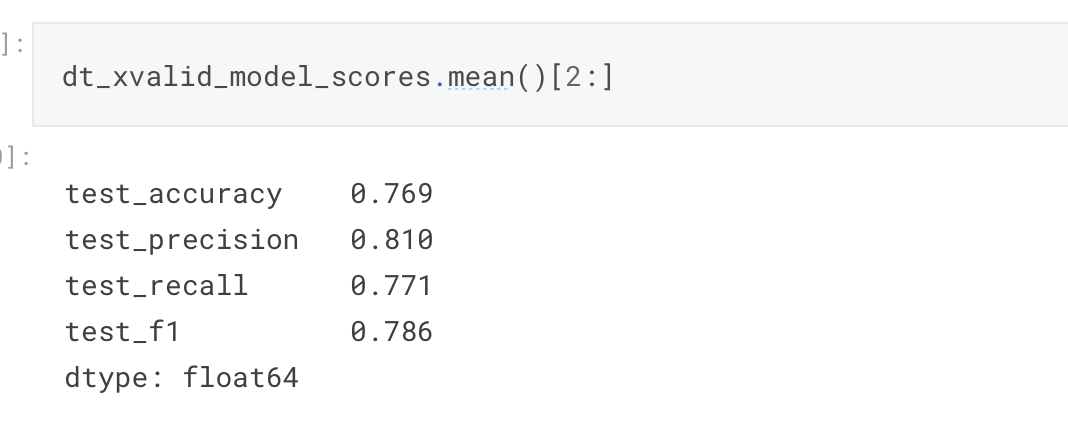 ]:
dt_xvalid_model_scores.mean()[2:]
]:
test_accuracy    0.769
test_precision   0.810
test_recall      0.771
test_f1          0.786
dtype: float64